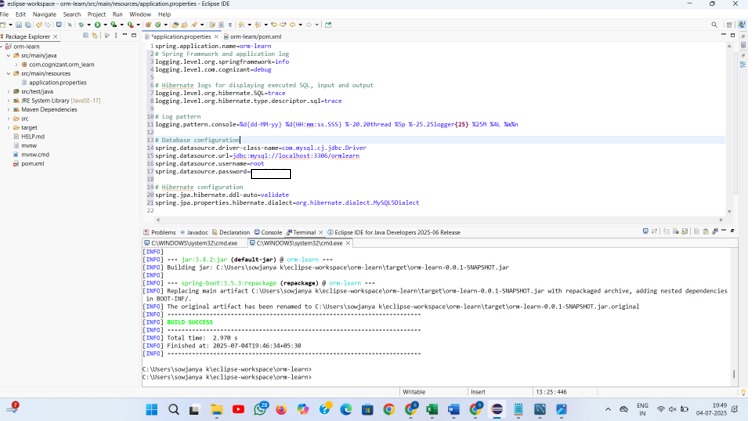 eclipse-workspace - orm-learn/src/main/resources/application.properties - Eclipse IDE
File Edit Navigate Search Project Run Window Help
Package Explorer
orm-learn
src/main/java
com.cognizant.orm_learn
src/main/resources
application.properties
src/test/java
JRE System Library [JavaSE-17]
Maven Dependencies
src
target
HELP.md
mvnw
mvnw.cmd
pom.xml
*application.properties orm-learn/pom.xml
1 spring.application.name=orm-learn
2 # Spring Framework and application log
3 logging.level.org.springframework=info
4 logging.level.com.cognizant=debug
5
6 # Hibernate logs for displaying executed SQL, input and output
7 logging.level.org.hibernate.SQL=trace
8 logging.level.org.hibernate.type.descriptor.sql=trace
9
10 # Log pattern
11 logging.pattern.console=%d{dd-MM-yy} %d{HH:mm:ss.SSS} %-20.20thread %5p %-25.25logger{25} %25M %4L %m%n
12
13 # Database configuration
14 spring.datasource.driver-class-name=com.mysql.cj.jdbc.Driver
15 spring.datasource.url=jdbc:mysql://localhost:3306/ormlearn
16 spring.datasource.username=root
17 spring.datasource.password=
18
19 # Hibernate configuration
20 spring.jpa.hibernate.ddl-auto=validate
21 spring.jpa.properties.hibernate.dialect=org.hibernate.dialect.MySQL5Dialect
22
Problems Javadoc Declaration Console Terminal Eclipse IDE for Java Developers 2025-06 Release
C:\WINDOWS\system32\cmd.exe C:\WINDOWS\system32\cmd.exe
[INFO]
[INFO] --- jar:3.4.2:jar (default-jar) @ orm-learn ---
[INFO] Building jar: C:\Users\sowjanya k\eclipse-workspace\orm-learn\target\orm-learn-0.0.1-SNAPSHOT.jar
[INFO]
[INFO] --- spring-boot:3.5.3:repackage (repackage) @ orm-learn ---
[INFO] Replacing main artifact C:\Users\sowjanya k\eclipse-workspace\orm-learn\target\orm-learn-0.0.1-SNAPSHOT.jar with repackaged archive, adding nested dependencies
in BOOT-INF/.
[INFO] The original artifact has been renamed to C:\Users\sowjanya k\eclipse-workspace\orm-learn\target\orm-learn-0.0.1-SNAPSHOT.jar.original
[INFO] ------------------------------------------------------------------------
[INFO] BUILD SUCCESS
[INFO] ------------------------------------------------------------------------
[INFO] Total time: 2.970 s
[INFO] Finished at: 2025-07-04T19:46:34+05:30
[INFO] ------------------------------------------------------------------------
C:\Users\sowjanya k\eclipse-workspace\orm-learn>
C:\Users\sowjanya k\eclipse-workspace\orm-learn>
Writable Insert 13 : 25 : 446
ENG
IN
19:49
04-07-2025